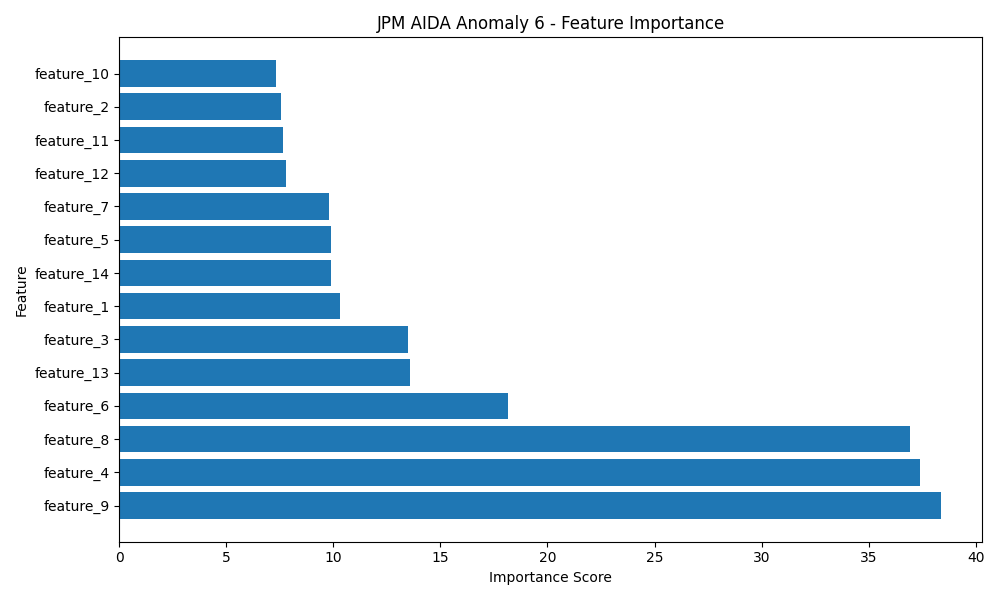 JPM AIDA Anomaly 6 - Feature Importance
Feature
feature_10
feature_2
feature_11
feature_12
feature_7
feature_5
feature_14
feature_1
feature_3
feature_13
feature_6
feature_8
feature_4
feature_9
0 5 10 15 20 25 30 35 40
Importance Score